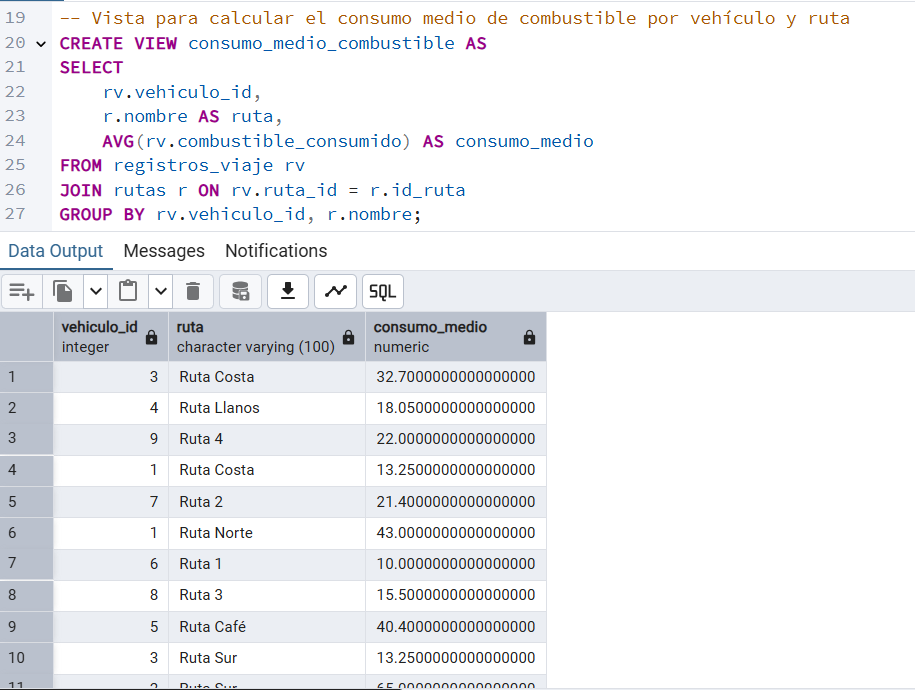 19 -- Vista para calcular el consumo medio de combustible por vehículo y ruta
20 CREATE VIEW consumo_medio_combustible AS
21 SELECT
22 rv.vehiculo_id,
23 r.nombre AS ruta,
24 AVG(rv.combustible_consumido) AS consumo_medio
25 FROM registros_viaje rv
26 JOIN rutas r ON rv.ruta_id = r.id_ruta
27 GROUP BY rv.vehiculo_id, r.nombre;
Data Output Messages Notifications
SQL
vehiculo_id ruta consumo_medio
integer character varying (100) numeric
1 3 Ruta Costa 32.7000000000000000
2 4 Ruta Llanos 18.0500000000000000
3 9 Ruta 4 22.0000000000000000
4 1 Ruta Costa 13.2500000000000000
5 7 Ruta 2 21.4000000000000000
6 1 Ruta Norte 43.0000000000000000
7 6 Ruta 1 10.0000000000000000
8 8 Ruta 3 15.5000000000000000
9 5 Ruta Café 40.4000000000000000
10 3 Ruta Sur 13.2500000000000000
11 Ruta Sur